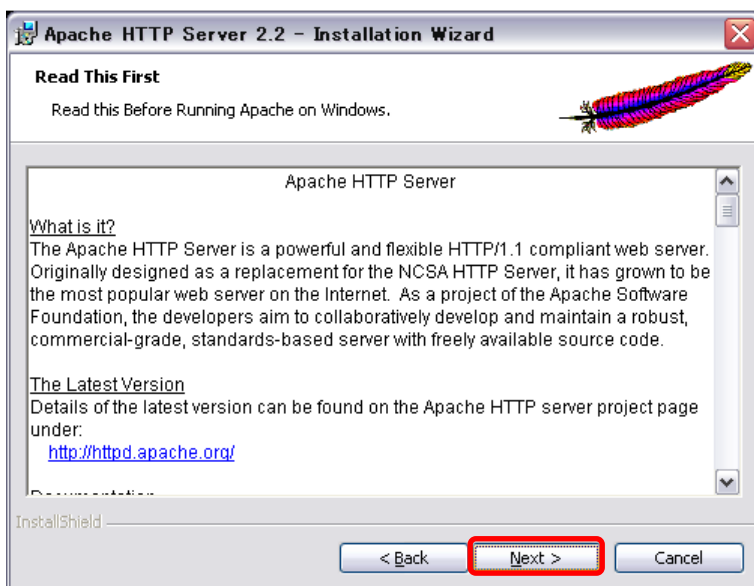 Apache HTTP Server 2.2 - Installation Wizard
Read This First
Read this Before Running Apache on Windows.
Apache HTTP Server
What is it?
The Apache HTTP Server is a powerful and flexible HTTP/1.1 compliant web server.
Originally designed as a replacement for the NCSA HTTP Server, it has grown to be
the most popular web server on the Internet. As a project of the Apache Software
Foundation, the developers aim to collaboratively develop and maintain a robust,
commercial-grade, standards-based server with freely available source code.
The Latest Version
Details of the latest version can be found on the Apache HTTP server project page
under:
http://httpd.apache.org/
Documentation
InstallShield
< Back
Next >
Cancel